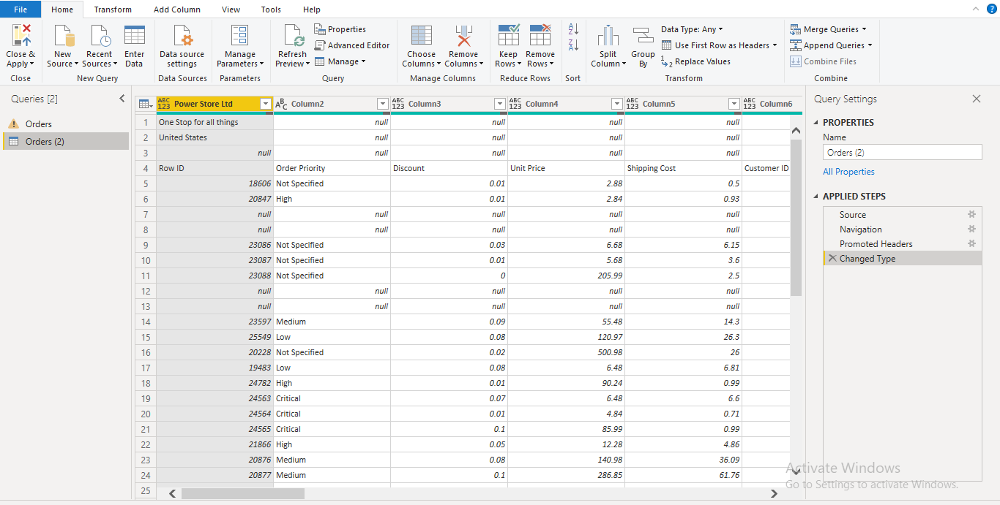 File Home Transform Add Column View Tools Help
Close & Apply
New Source
Recent Sources
Enter Data
Data source settings
Manage Parameters
Refresh Preview
Properties
Advanced Editor
Manage
Choose Columns
Remove Columns
Keep Rows
Remove Rows
Split Column
Group By
Data Type: Any
Use First Row as Headers
Replace Values
Merge Queries
Append Queries
Combine Files
Close New Query Data Sources Parameters Query Manage Columns Reduce Rows Sort Transform Combine
Queries [2]
Orders
Orders (2)
ABC 123 Power Store Ltd ABC Column2 ABC 123 Column3 ABC 123 Column4 ABC 123 Column5 ABC 123 Column6
1 One Stop for all things null null null null
2 United States null null null null
3 null null null null null
4 Row ID Order Priority Discount Unit Price Shipping Cost Customer ID
5 18606 Not Specified 0.01 2.88 0.5
6 20847 High 0.01 2.84 0.93
7 null null null null null
8 null null null null null
9 23086 Not Specified 0.03 6.68 6.15
10 23087 Not Specified 0.01 5.68 3.6
11 23088 Not Specified 0 205.99 2.5
12 null null null null null
13 null null null null null
14 23597 Medium 0.09 55.48 14.3
15 25549 Low 0.08 120.97 26.3
16 20228 Not Specified 0.02 500.98 26
17 19483 Low 0.08 6.48 6.81
18 24782 High 0.01 90.24 0.99
19 24563 Critical 0.07 6.48 6.6
20 24564 Critical 0.01 4.84 0.71
21 24565 Critical 0.1 85.99 0.99
22 21866 High 0.05 12.28 4.86
23 20876 Medium 0.08 140.98 36.09
24 20877 Medium 0.1 286.85 61.76
25
Query Settings
PROPERTIES
Name
Orders (2)
All Properties
APPLIED STEPS
Source
Navigation
Promoted Headers
Changed Type
Activate Windows
Go to Settings to activate Windows.